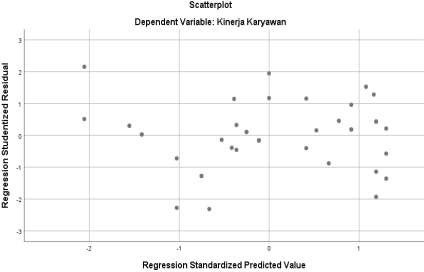 Scatterplot
Dependent Variable: Kinerja Karyawan
Regression Studentized Residual
3
2
1
0
-1
-2
-3
-2
-1
0
1
Regression Standardized Predicted Value